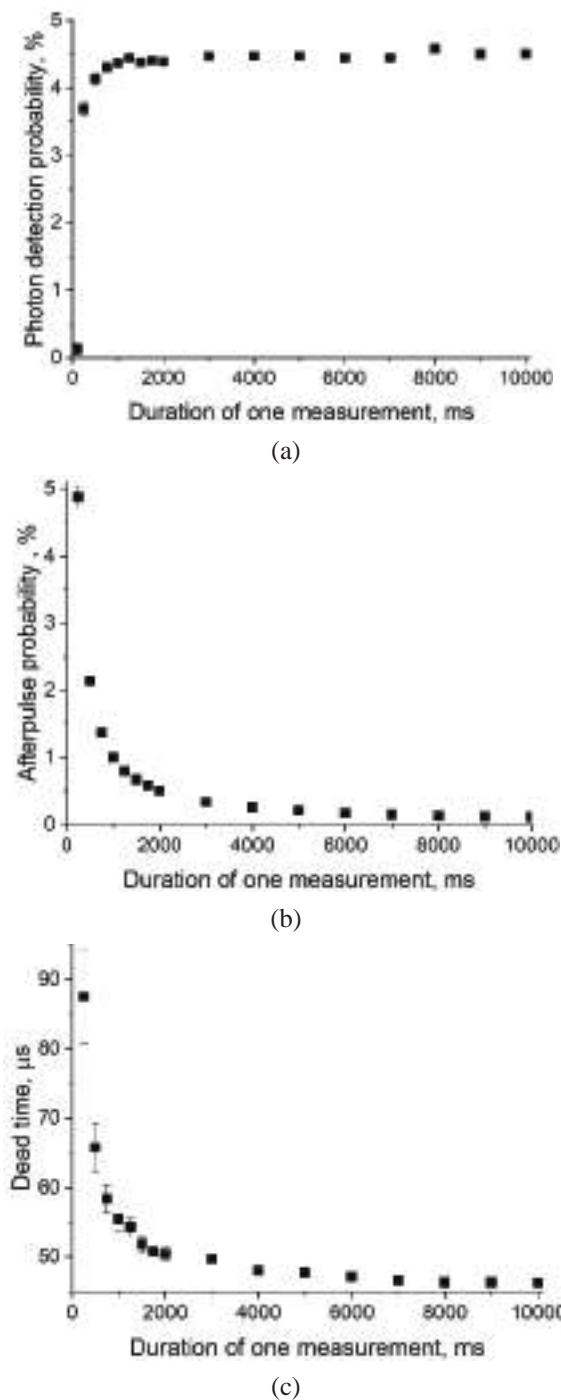 5
4
3
2
1
0
Photon detection probability, %
0 2000 4000 6000 8000 10000
Duration of one measurement, ms
(a)
5
4
3
2
1
0
Afterpulse probability , %
0 2000 4000 6000 8000 10000
Duration of one measurement, ms
(b)
90
80
70
60
50
Dead time, μs
0 2000 4000 6000 8000 10000
Duration of one measurement, ms
(c)